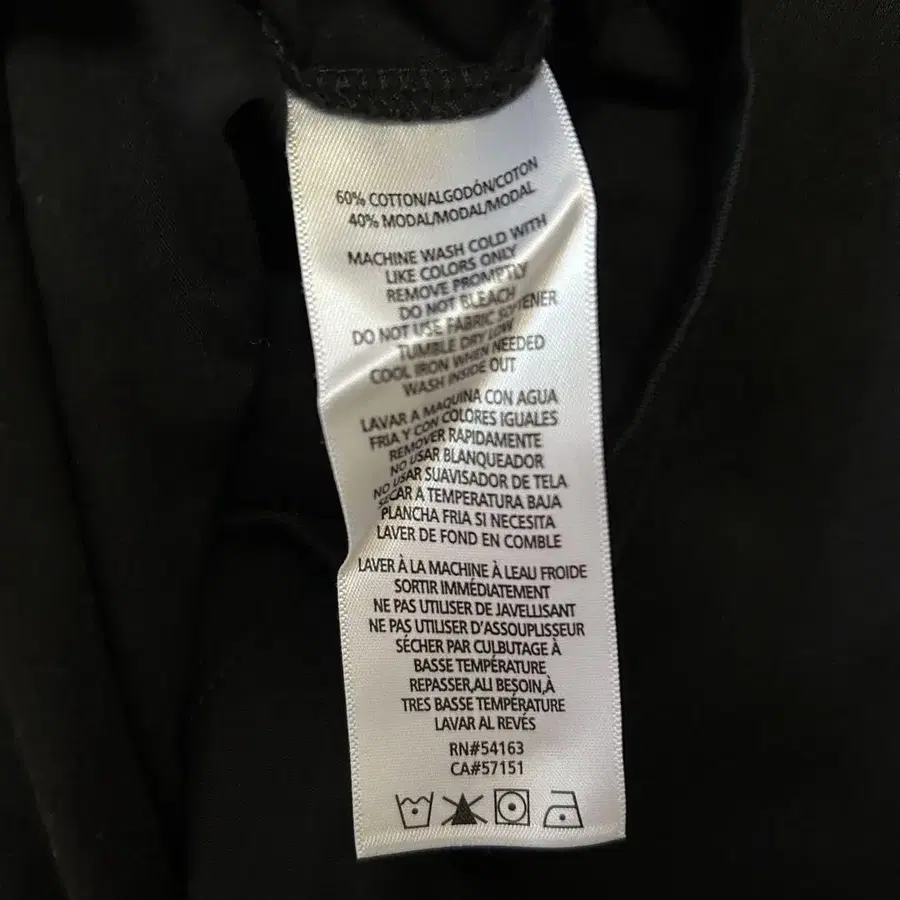 60% COTTON/ALGODÓN/COTON
40% MODAL/MODAL/MODAL
MACHINE WASH COLD WITH
LIKE COLORS ONLY
REMOVE PROMPTLY
DO NOT BLEACH
DO NOT USE FABRIC SOFTENER
TUMBLE DRY LOW
COOL IRON WHEN NEEDED
WASH INSIDE OUT
LAVAR A MAQUINA CON AGUA
FRIA Y CON COLORES IGUALES
REMOVER RAPIDAMENTE
NO USAR BLANQUEADOR
NO USAR SUAVISADOR DE TELA
SECAR A TEMPERATURA BAJA
PLANCHA FRIA SI NECESITA
LAVER DE FOND EN COMBLE
LAVER À LA MACHINE À LEAU FROIDE
SORTIR IMMÉDIATEMENT
NE PAS UTILISER DE JAVELLISANT
NE PAS UTILISER D'ASSOUPLISSEUR
SÉCHER PAR CULBUTAGE À
BASSE TEMPÉRATURE
REPASSER,ALI BESOIN,À
TRES BASSE TEMPÉRATURE
LAVAR AL REVÉS
RN#54163
CA#57151